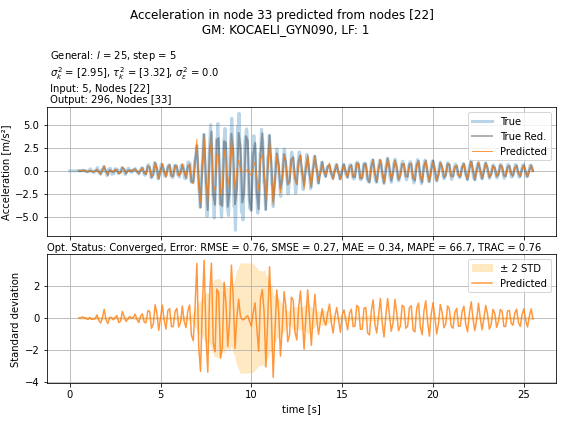 Acceleration in node 33 predicted from nodes [22]
GM: KOCAELI_GYN090, LF: 1
General: l = 25, step = 5
σ²ₖ = [2.95], τ²ₖ = [3.32], σ²ε = 0.0
Input: 5, Nodes [22]
Output: 296, Nodes [33]
True
True Red.
Predicted
5.0
2.5
0.0
−2.5
−5.0
Acceleration [m/s²]
Opt. Status: Converged, Error: RMSE = 0.76, SMSE = 0.27, MAE = 0.34, MAPE = 66.7, TRAC = 0.76
± 2 STD
Predicted
2
0
−2
−4
Standard deviation
0 5 10 15 20 25
time [s]